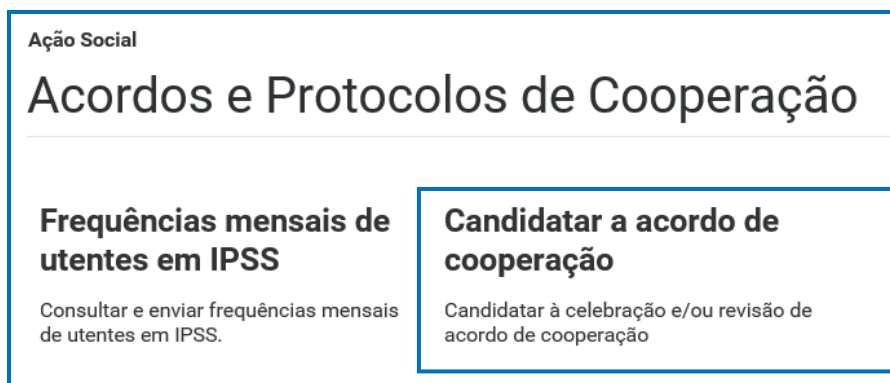 Ação Social
Acordos e Protocolos de Cooperação
Frequências mensais de
utentes em IPSS
Consultar e enviar frequências mensais
de utentes em IPSS.
Candidatar a acordo de
cooperação
Candidatar à celebração e/ou revisão de
acordo de cooperação